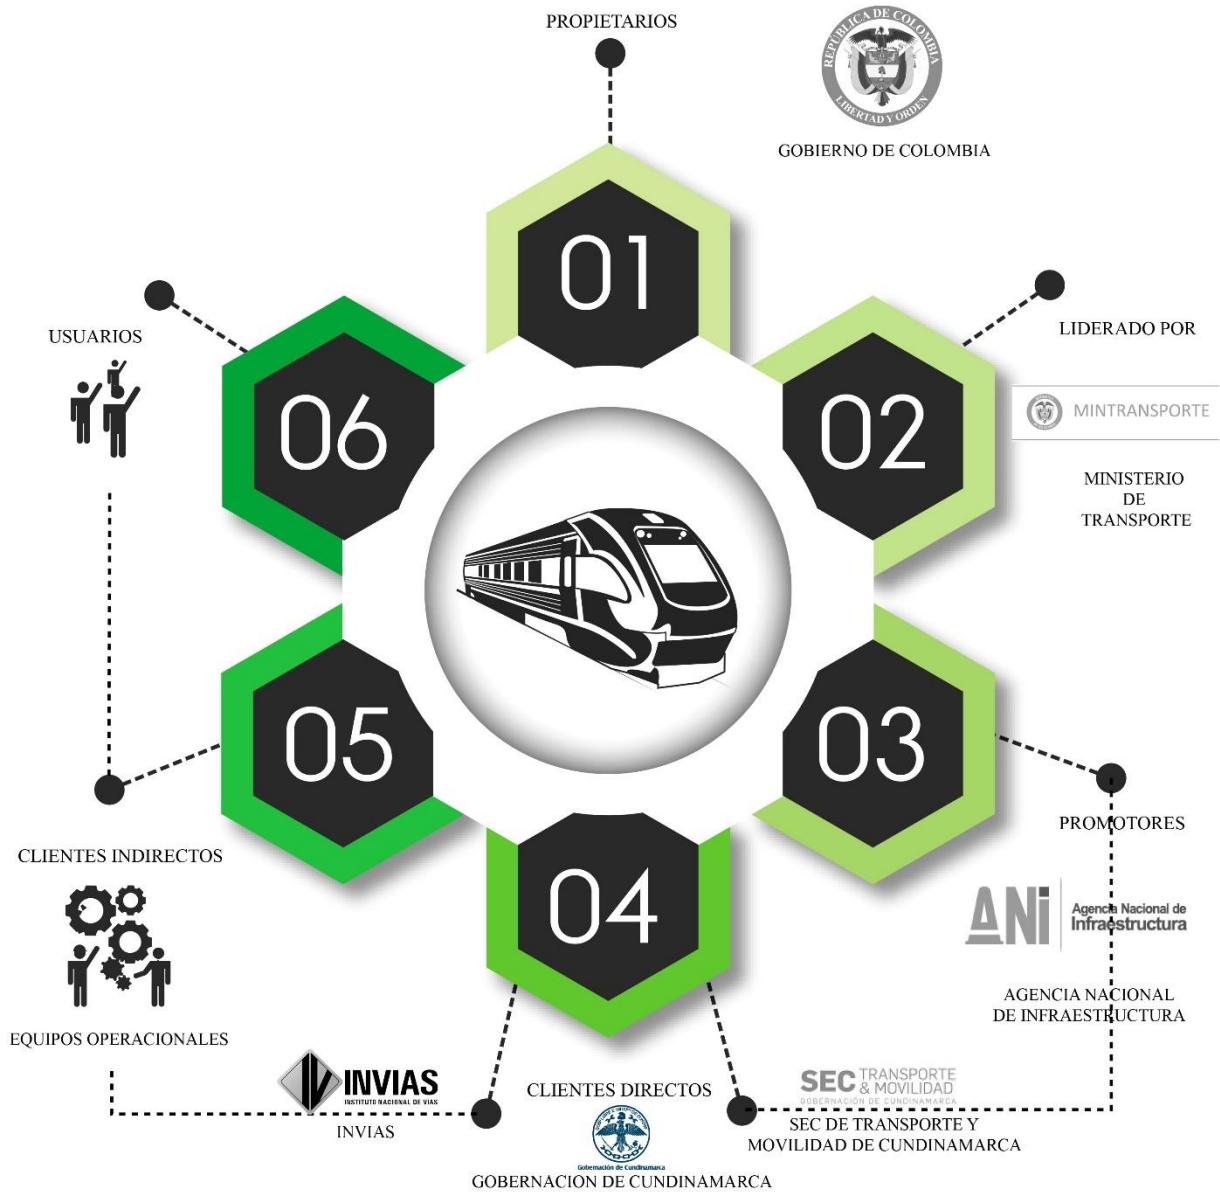 PROPIETARIOS
REPÚBLICA DE COLOMBIA
LIBERTAD Y ORDEN
GOBIERNO DE COLOMBIA
01
USUARIOS
LIDERADO POR
06
02
MINTRANSPORTE
MINISTERIO
DE
TRANSPORTE
05
03
PROMOTORES
CLIENTES INDIRECTOS
04
ANi
Agencia Nacional de
Infraestructura
AGENCIA NACIONAL
DE INFRAESTRUCTURA
EQUIPOS OPERACIONALES
INVIAS
INSTITUTO NACIONAL DE VIAS
INVIAS
CLIENTES DIRECTOS
Gobernación de Cundinamarca
GOBERNACION DE CUNDINAMARCA
SEC TRANSPORTE
& MOVILIDAD
GOBERNACIÓN DE CUNDINAMARCA
SEC DE TRANSPORTE Y
MOVILIDAD DE CUNDINAMARCA